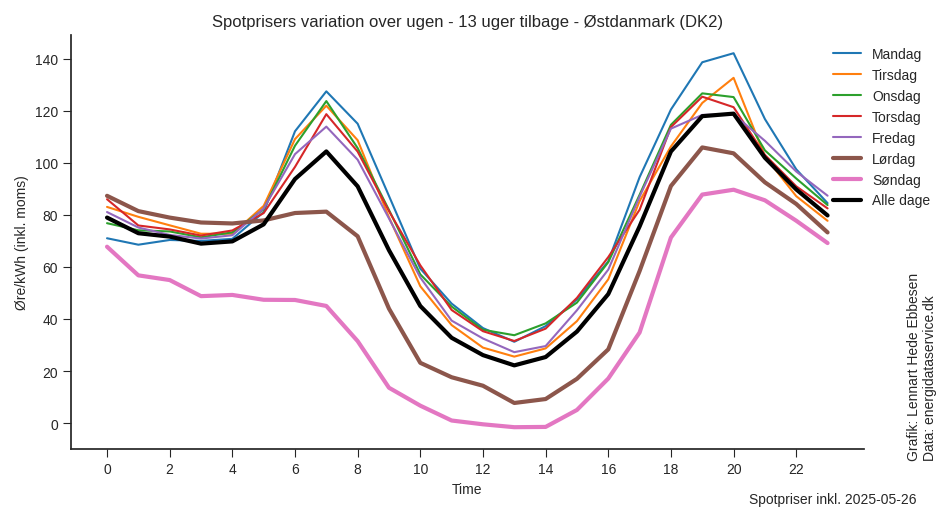 Spotprisers variation over ugen - 13 uger tilbage - Østdanmark (DK2)
Øre/kWh (inkl. moms)
140
120
100
80
60
40
20
0
0 2 4 6 8 10 12 14 16 18 20 22
Time
Mandag
Tirsdag
Onsdag
Torsdag
Fredag
Lørdag
Søndag
Alle dage
Grafik: Lennart Hede Ebbesen
Data: energidataservice.dk
Spotpriser inkl. 2025-05-26